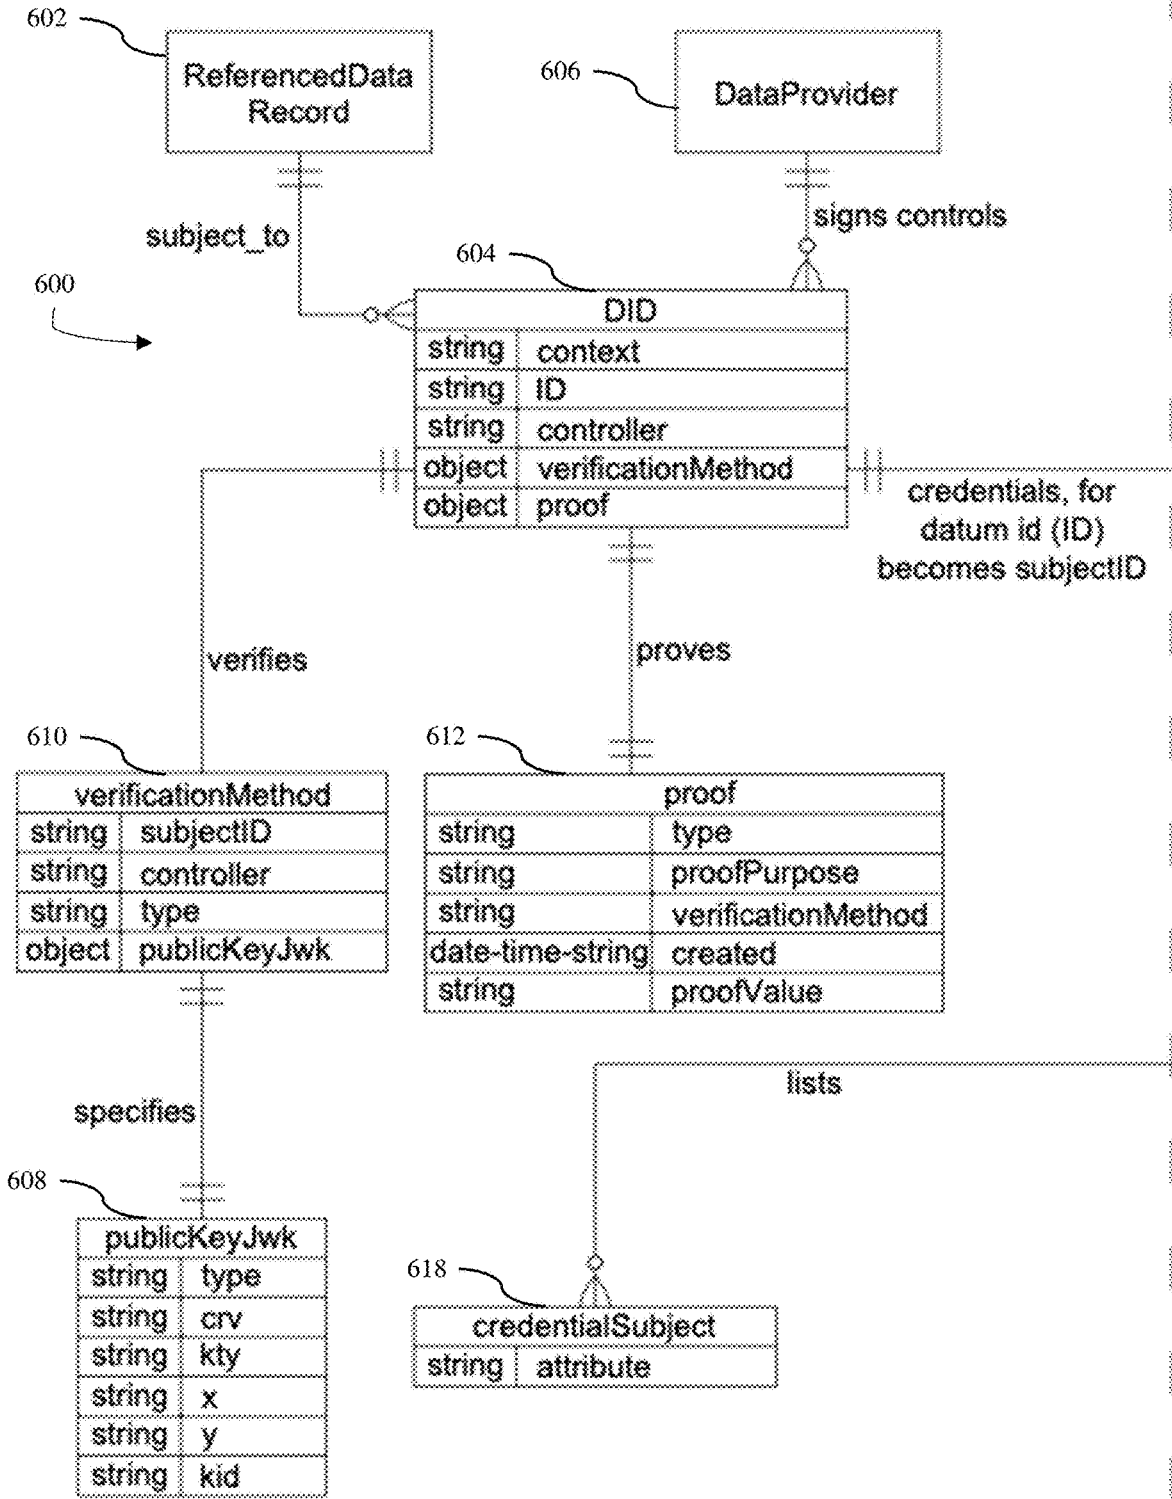 602
ReferencedData
Record
606
DataProvider
subject_to
signs controls
600
604
DID
string context
string ID
string controller
object verificationMethod
object proof
credentials, for
datum id (ID)
becomes subjectID
verifies
proves
610
verificationMethod
string subjectID
string controller
string type
object publicKeyJwk
612
proof
string type
string proofPurpose
string verificationMethod
date-time-string created
string proofValue
lists
specifies
608
publicKeyJwk
string type
string crv
string kty
string x
string y
string kid
618
credentialSubject
string attribute